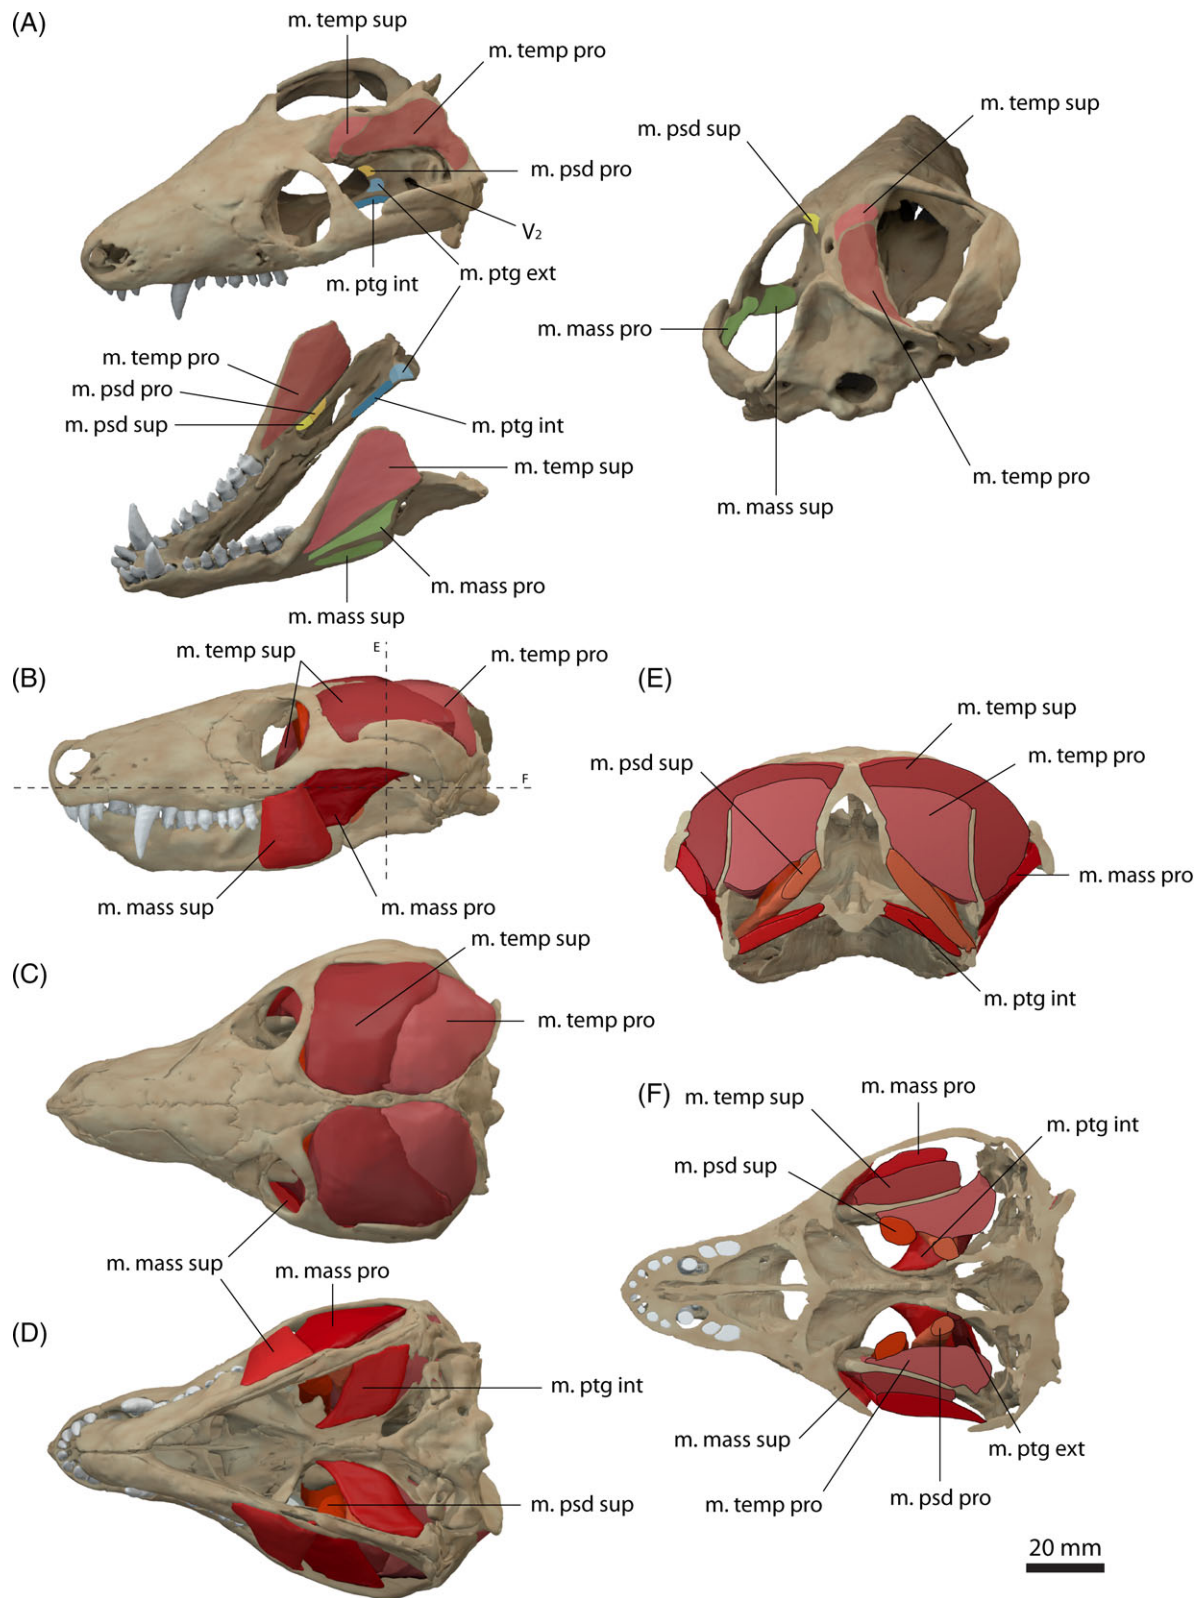 (A)
m. temp sup
m. temp pro
m. psd pro
V2
m. ptg ext
m. ptg int
m. temp pro
m. psd pro
m. psd sup
m. ptg int
m. temp sup
m. mass pro
m. mass sup
m. temp sup
m. psd sup
m. mass pro
m. temp pro
m. mass sup
(B)
m. temp sup
E
m. temp pro
F
m. mass sup
m. mass pro
(C)
m. temp sup
m. temp pro
m. mass sup
(D)
m. mass pro
m. ptg int
m. psd sup
(E)
m. temp sup
m. temp pro
m. psd sup
m. mass pro
m. ptg int
(F)
m. mass pro
m. temp sup
m. ptg int
m. psd sup
m. mass sup
m. ptg ext
m. temp pro
m. psd pro
20 mm